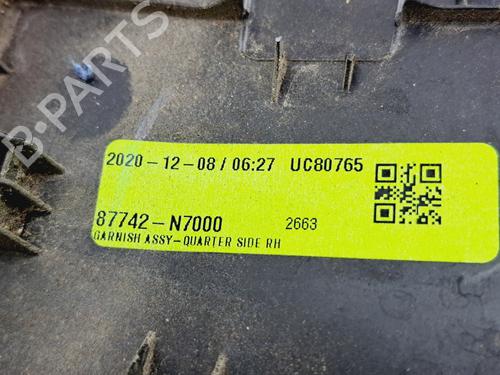 B-PARTS
2020-12-08/06:27 UC80765
87742-N7000 2663
GARNISH ASSY-QUARTER SIDE RH